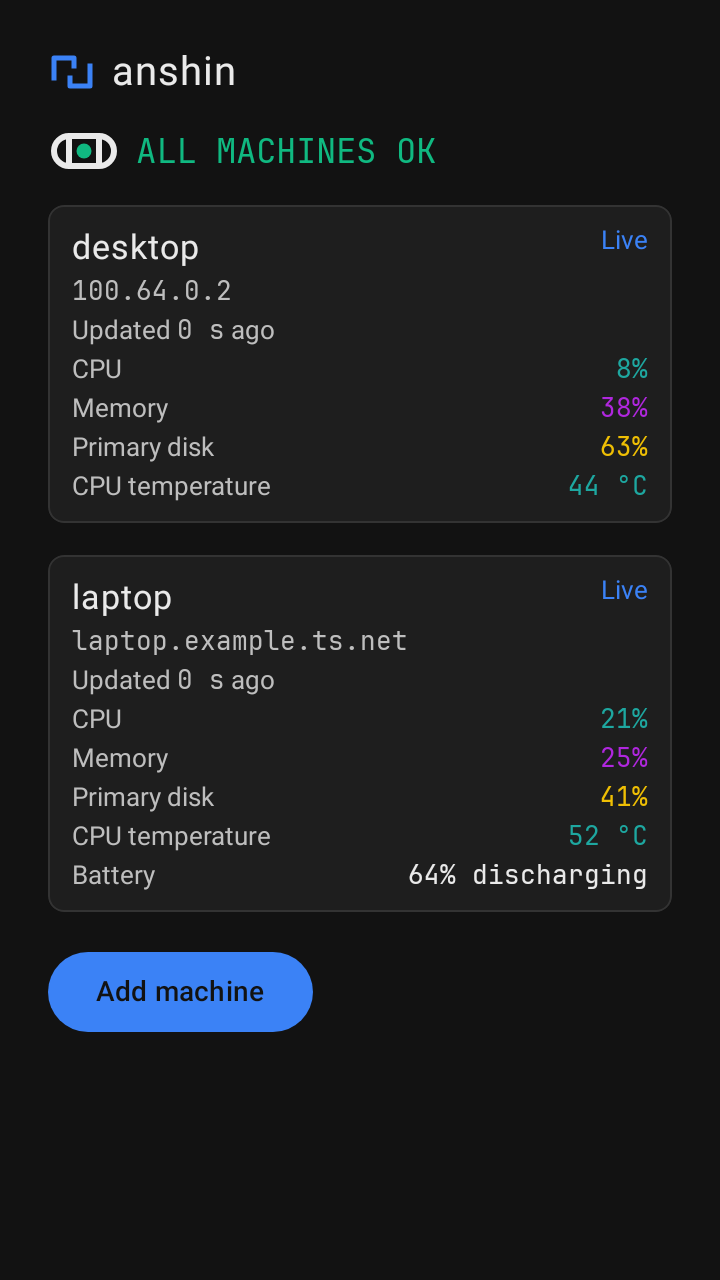 anshin
ALL MACHINES OK
desktop Live
100.64.0.2
Updated 0 s ago
CPU 8%
Memory 38%
Primary disk 63%
CPU temperature 44 °C
laptop Live
laptop.example.ts.net
Updated 0 s ago
CPU 21%
Memory 25%
Primary disk 41%
CPU temperature 52 °C
Battery 64% discharging
Add machine